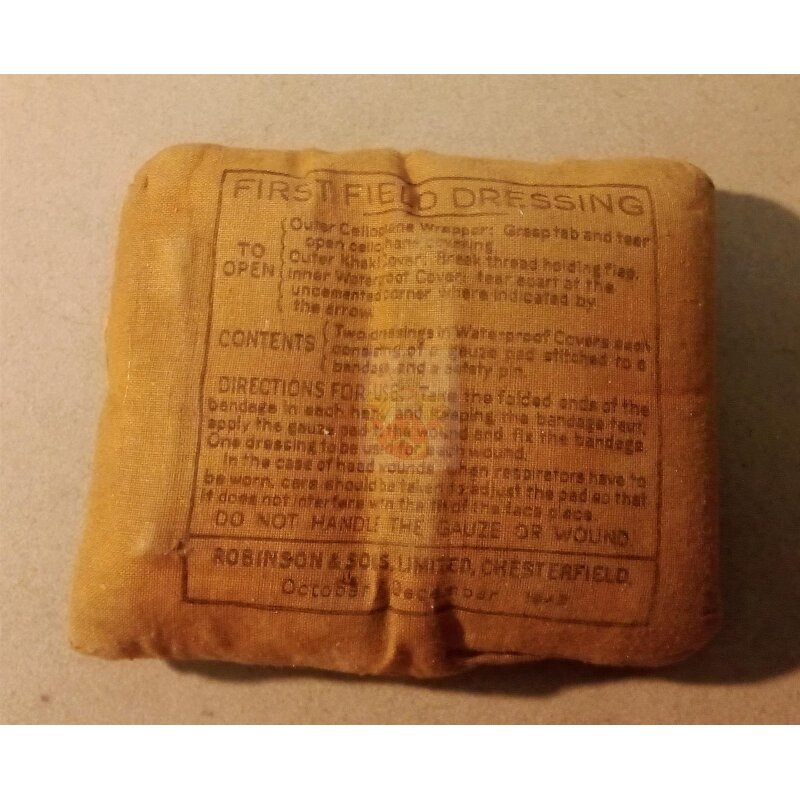 FIRST FIELD DRESSING
TO OPEN
Outer Cellophane Wrapper: Grasp tab and tear
open cellophane covering.
Outer Khaki Cover: Break thread holding flap.
Inner Waterproof Cover: tear apart at the
uncemented corner where indicated by
the arrow.
CONTENTS
Two dressings in Waterproof Covers each
consisting of a gauze pad stitched to a
bandage and a safety pin.
DIRECTIONS FOR USE: Take the folded ends of the
bandage in each hand and keeping the bandage taut,
apply the gauze pad to the wound and fix the bandage.
One dressing to be used for each wound.
In the case of head wounds when respirators have to
be worn, care should be taken to adjust the pad so that
it does not interfere with the fit of the face piece.
DO NOT HANDLE THE GAUZE OR WOUND.
ROBINSON & SONS, LIMITED, CHESTERFIELD.
October December